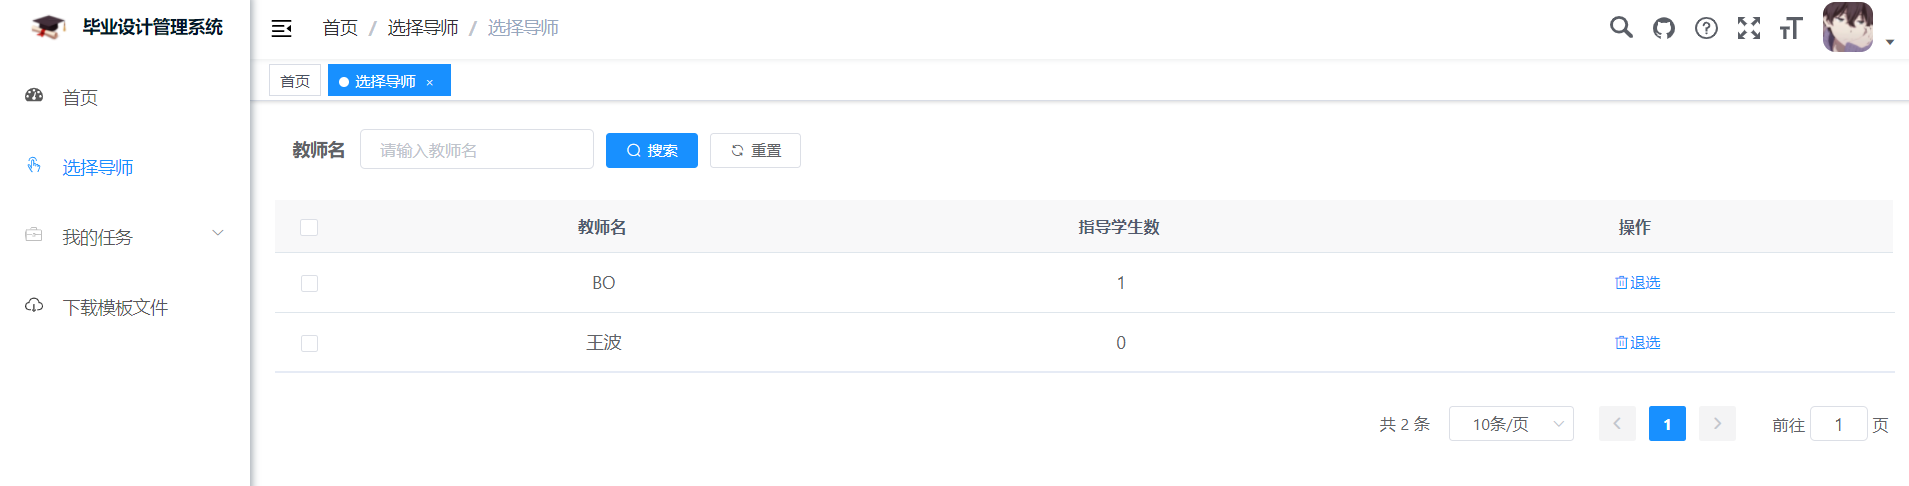 毕业设计管理系统
首页
选择导师
我的任务
下载模板文件
首页 / 选择导师 / 选择导师
首页 选择导师 ×
教师名 请输入教师名 搜索 重置
教师名 指导学生数 操作
BO 1 退选
王波 0 退选
共 2 条 10条/页 1 前往 1 页